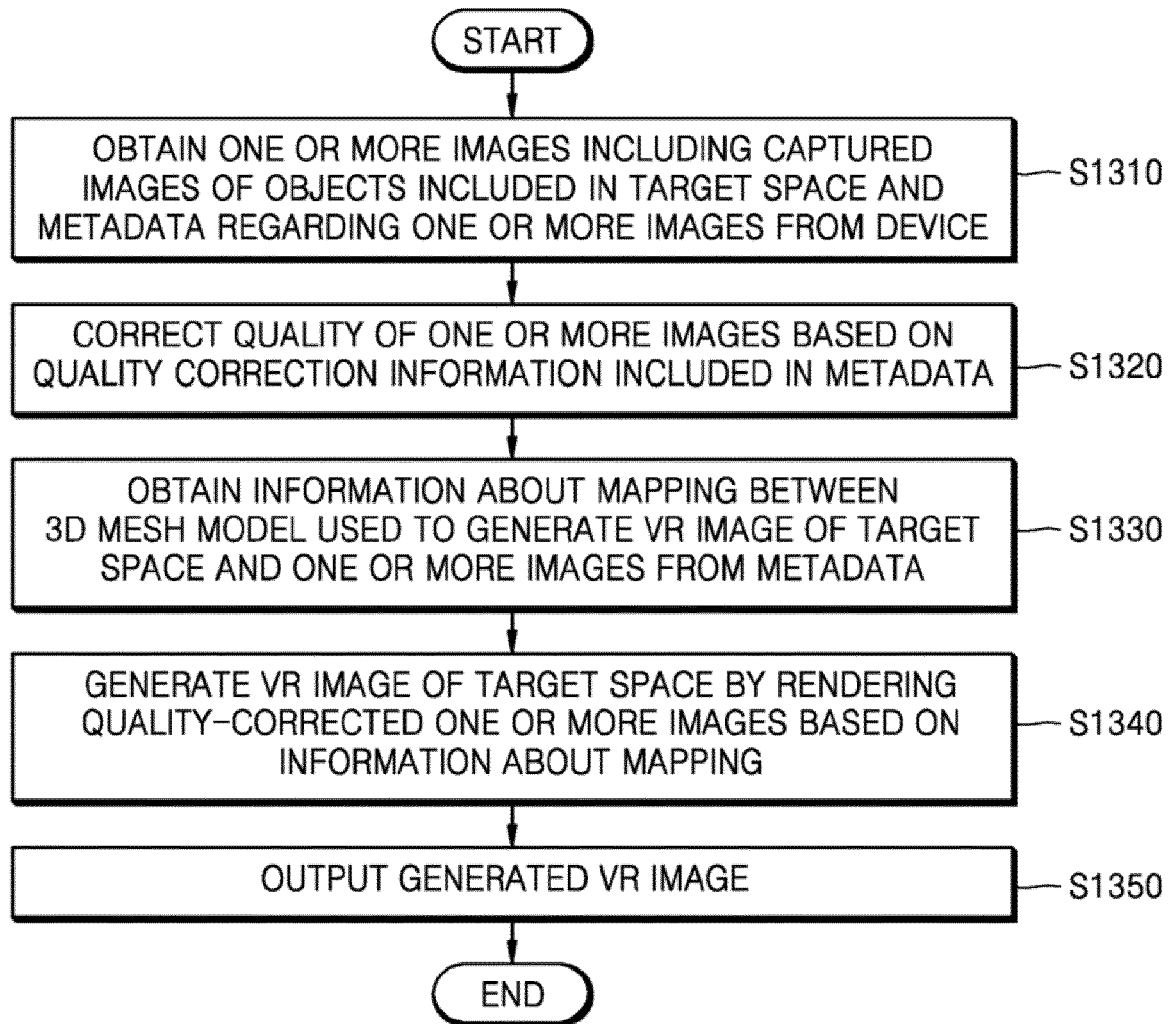 START
OBTAIN ONE OR MORE IMAGES INCLUDING CAPTURED
IMAGES OF OBJECTS INCLUDED IN TARGET SPACE AND
METADATA REGARDING ONE OR MORE IMAGES FROM DEVICE
S1310
CORRECT QUALITY OF ONE OR MORE IMAGES BASED ON
QUALITY CORRECTION INFORMATION INCLUDED IN METADATA
S1320
OBTAIN INFORMATION ABOUT MAPPING BETWEEN
3D MESH MODEL USED TO GENERATE VR IMAGE OF TARGET
SPACE AND ONE OR MORE IMAGES FROM METADATA
S1330
GENERATE VR IMAGE OF TARGET SPACE BY RENDERING
QUALITY-CORRECTED ONE OR MORE IMAGES BASED ON
INFORMATION ABOUT MAPPING
S1340
OUTPUT GENERATED VR IMAGE
S1350
END